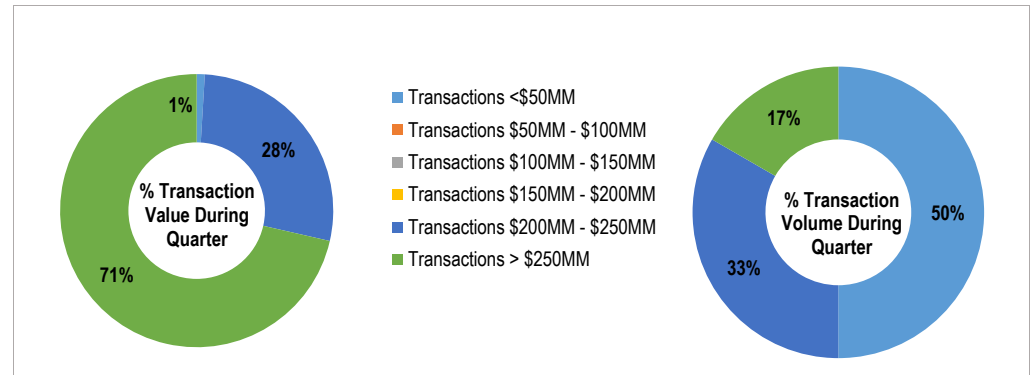 1%
28%
% Transaction
Value During
Quarter
71%
Transactions <$50MM
Transactions $50MM - $100MM
Transactions $100MM - $150MM
Transactions $150MM - $200MM
Transactions $200MM - $250MM
Transactions > $250MM
17%
% Transaction
Volume During
Quarter
50%
33%